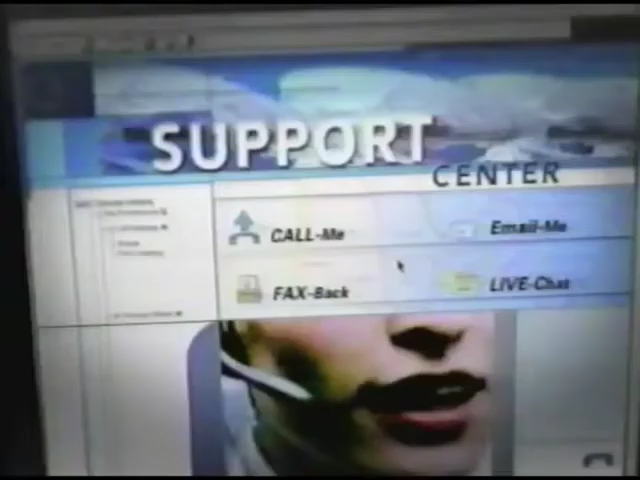 SUPPORT
CENTER
CALL-Me
Email-Me
FAX-Back
LIVE-Chat